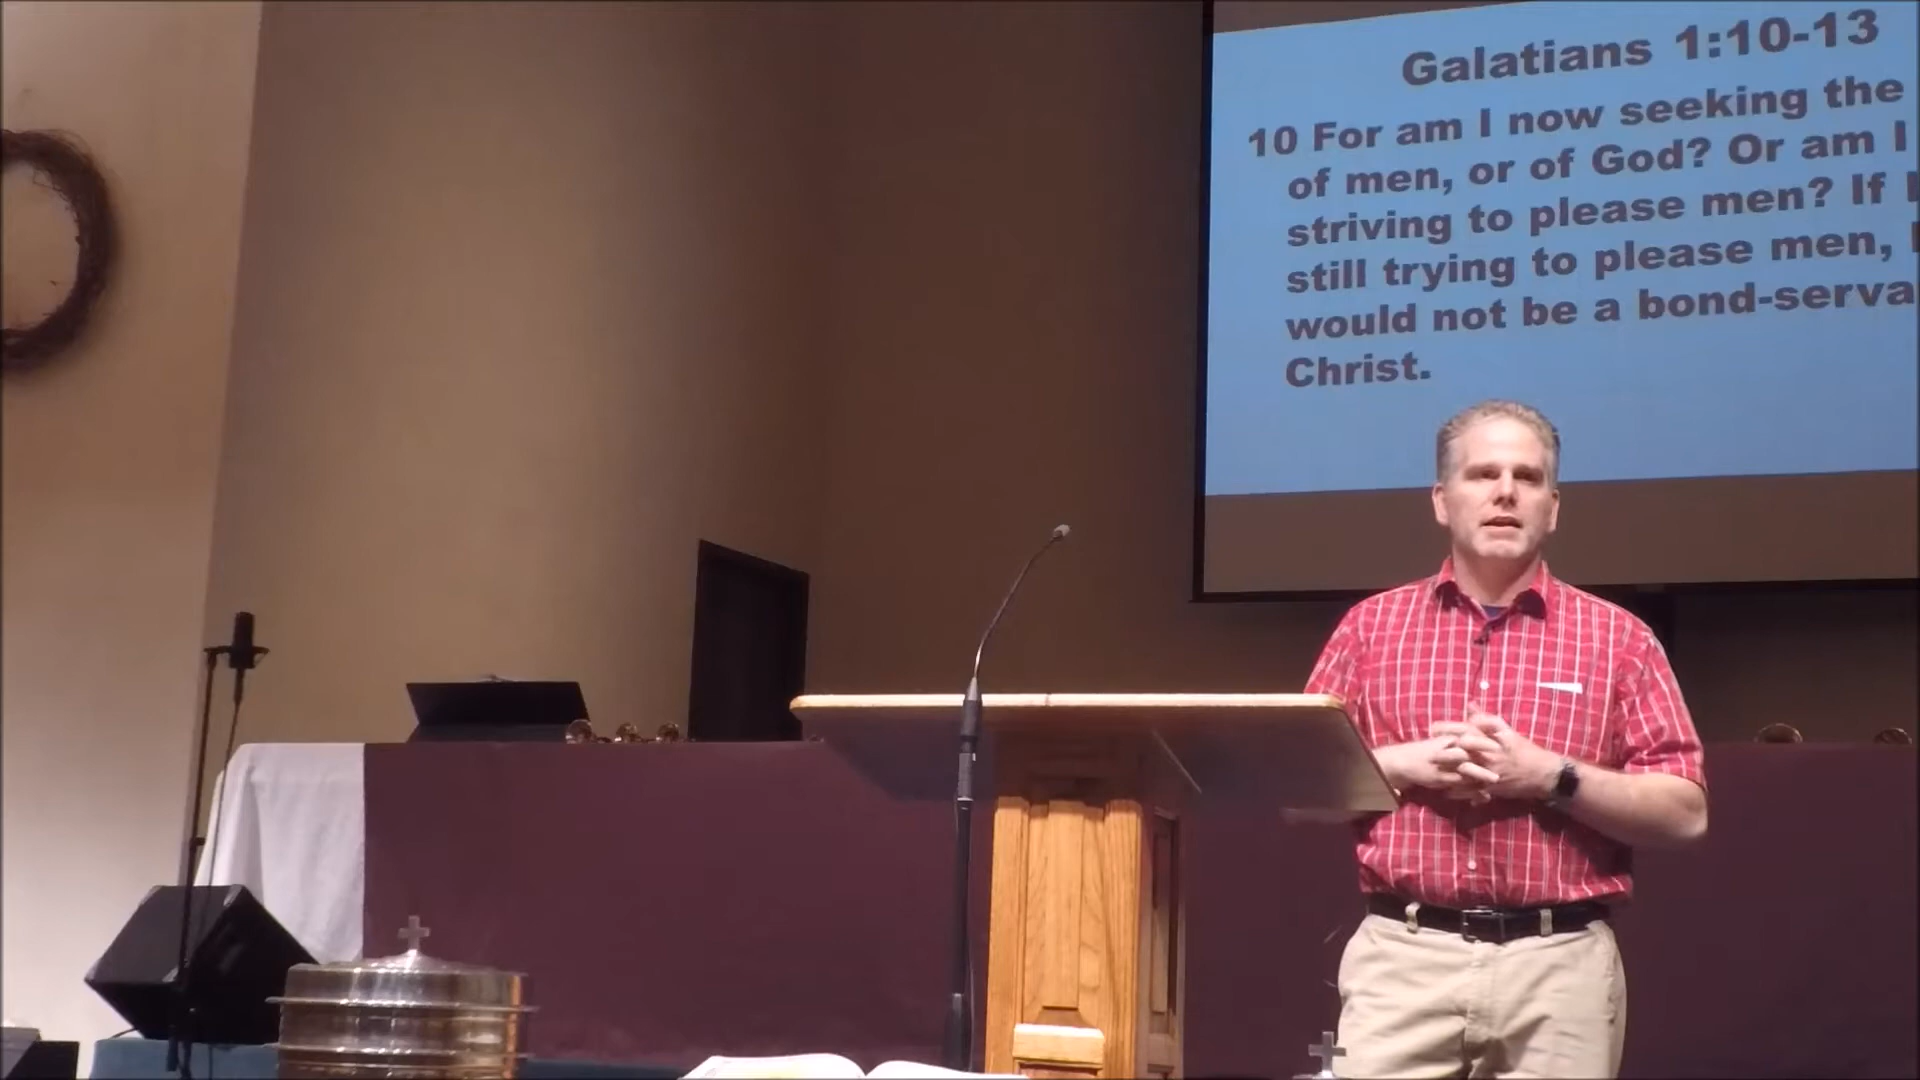 Galatians 1:10-13
10 For am I now seeking the
of men, or of God? Or am I
striving to please men? If I
still trying to please men, I
would not be a bond-serva
Christ.